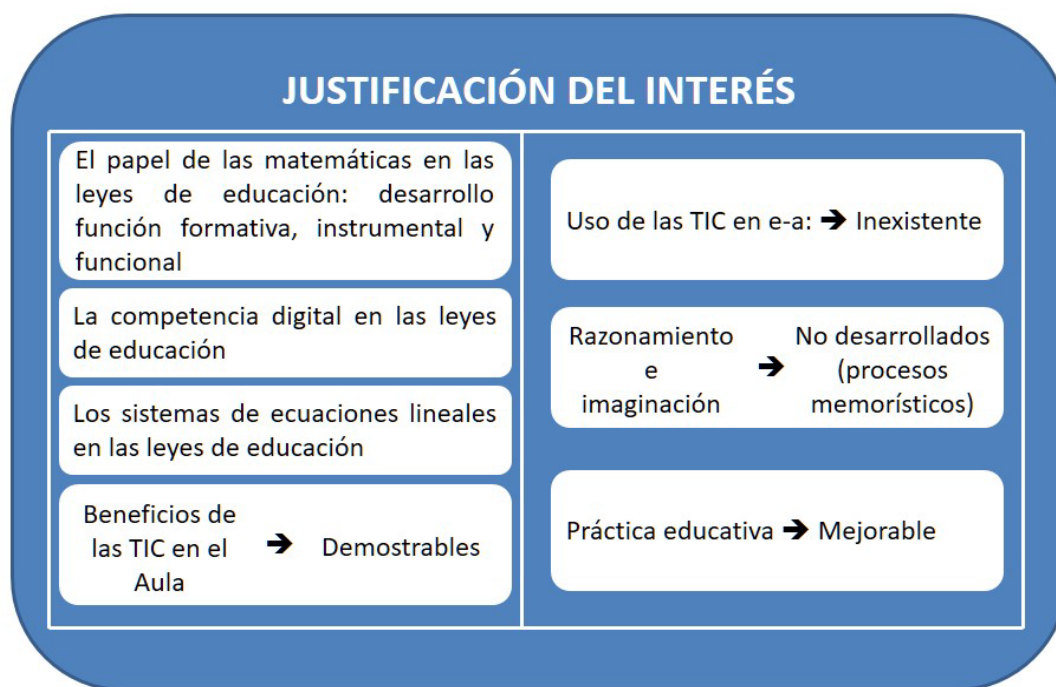 JUSTIFICACIÓN DEL INTERÉS
El papel de las matemáticas en las
leyes de educación: desarrollo
función formativa, instrumental y
funcional
La competencia digital en las leyes
de educación
Los sistemas de ecuaciones lineales
en las leyes de educación
Beneficios de
las TIC en el
Aula
➔
Demostrables
Uso de las TIC en e-a: ➔ Inexistente
Razonamiento
e
imaginación
➔
No desarrollados
(procesos
memorísticos)
Práctica educativa ➔ Mejorable